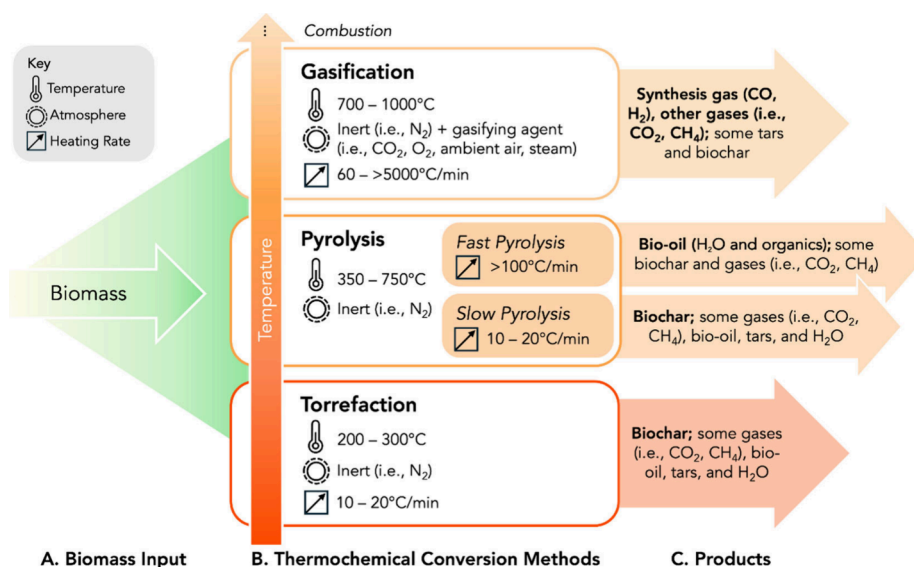 Key
Temperature
Atmosphere
Heating Rate
Biomass
Temperature
⋮ Combustion
Gasification
700 – 1000°C
Inert (i.e., N₂) + gasifying agent
(i.e., CO₂, O₂, ambient air, steam)
60 – >5000°C/min
Synthesis gas (CO,
H₂), other gases (i.e.,
CO₂, CH₄); some tars
and biochar
Pyrolysis
350 – 750°C
Inert (i.e., N₂)
Fast Pyrolysis
>100°C/min
Slow Pyrolysis
10 – 20°C/min
Bio-oil (H₂O and organics); some
biochar and gases (i.e., CO₂, CH₄)
Biochar; some gases (i.e., CO₂,
CH₄), bio-oil, tars, and H₂O
Torrefaction
200 – 300°C
Inert (i.e., N₂)
10 – 20°C/min
Biochar; some gases
(i.e., CO₂, CH₄), bio-
oil, tars, and H₂O
A. Biomass Input
B. Thermochemical Conversion Methods
C. Products